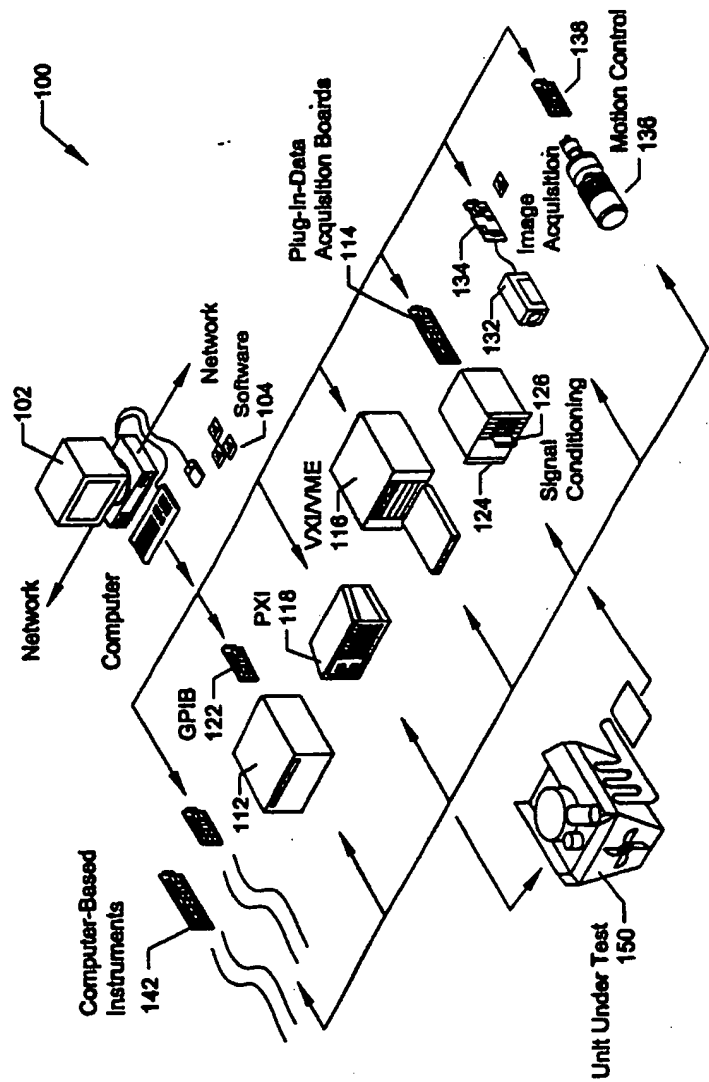 100
102
Network
Computer
Network
Software
104
Computer-Based
Instruments
142
GPIB
122
112
PXI
118
VXI/VME
116
Plug-In-Data
Acquisition Boards
114
134
Image
Acquisition
132
138
Motion Control
136
Signal
Conditioning
124
126
Unit Under Test
150